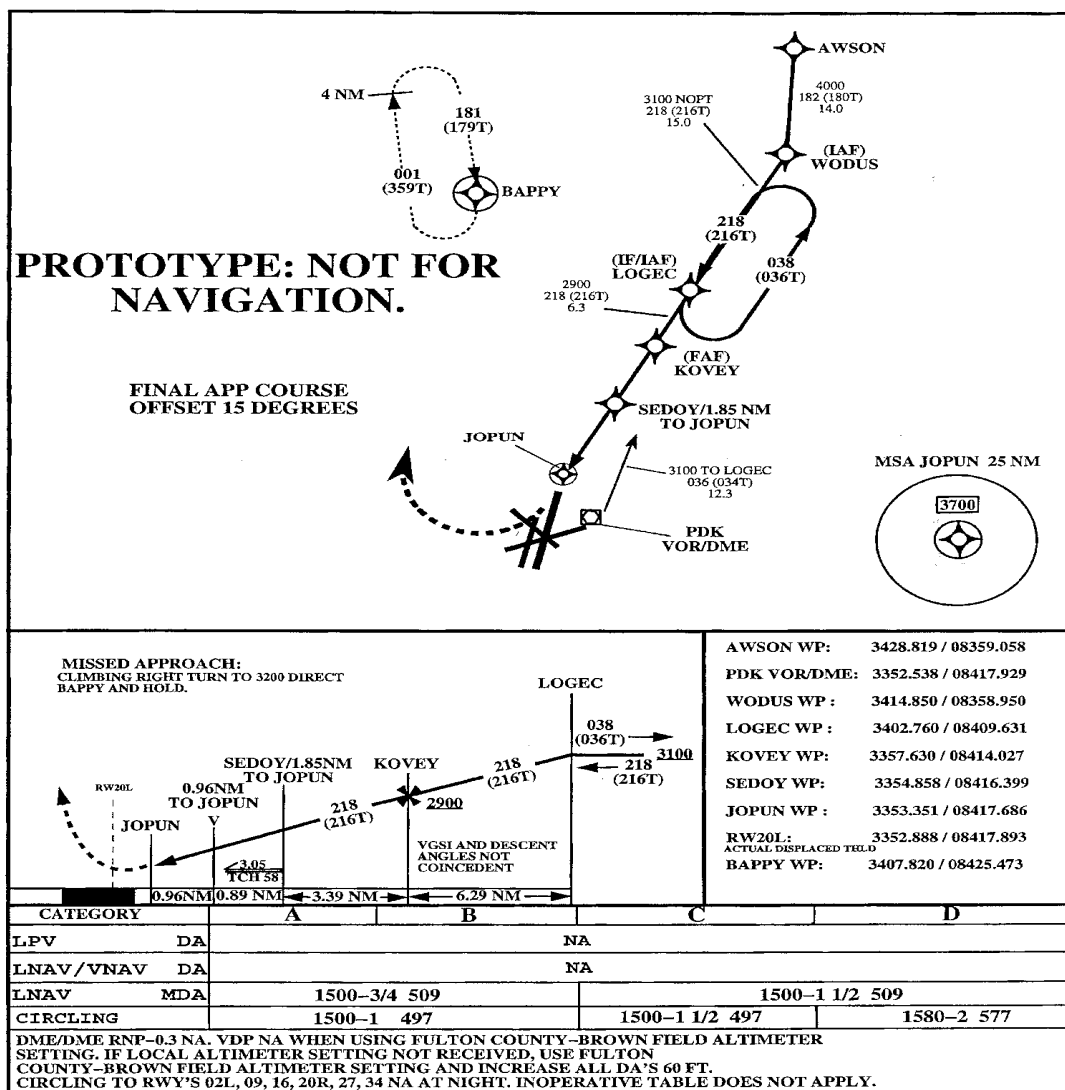 AWSON
4000
182 (180T)
14.0
4 NM
181
(179T)
3100 NOPT
218 (216T)
15.0
(IAF)
WODUS
001
(359T)
BAPPY
218
(216T)
038
(036T)
PROTOTYPE: NOT FOR
NAVIGATION.
(IF/IAF)
LOGEC
2900
218 (216T)
6.3
(FAF)
KOVEY
FINAL APP COURSE
OFFSET 15 DEGREES
SEDOY/1.85 NM
TO JOPUN
JOPUN
3100 TO LOGEC
036 (034T)
12.3
MSA JOPUN 25 NM
3700
PDK
VOR/DME
MISSED APPROACH:
CLIMBING RIGHT TURN TO 3200 DIRECT
BAPPY AND HOLD.
LOGEC
038
(036T)
3100
218
(216T)
SEDOY/1.85NM
TO JOPUN
KOVEY
218
(216T)
RW20L
0.96NM
TO JOPUN
V
JOPUN
218
(216T)
2900
VGSI AND DESCENT
ANGLES NOT
COINCEDENT
3.05
TCH 58
0.96NM
0.89 NM
3.39 NM
6.29 NM
AWSON WP: 3428.819 / 08359.058
PDK VOR/DME: 3352.538 / 08417.929
WODUS WP : 3414.850 / 08358.950
LOGEC WP : 3402.760 / 08409.631
KOVEY WP: 3357.630 / 08414.027
SEDOY WP: 3354.858 / 08416.399
JOPUN WP : 3353.351 / 08417.686
RW20L: 3352.888 / 08417.893
ACTUAL DISPLACED THLD
BAPPY WP: 3407.820 / 08425.473
CATEGORY A B C D
LPV DA NA
LNAV/VNAV DA NA
LNAV MDA 1500-3/4 509 1500-1 1/2 509
CIRCLING 1500-1 497 1500-1 1/2 497 1580-2 577
DME/DME RNP-0.3 NA. VDP NA WHEN USING FULTON COUNTY-BROWN FIELD ALTIMETER
SETTING. IF LOCAL ALTIMETER SETTING NOT RECEIVED, USE FULTON
COUNTY-BROWN FIELD ALTIMETER SETTING AND INCREASE ALL DA'S 60 FT.
CIRCLING TO RWY'S 02L, 09, 16, 20R, 27, 34 NA AT NIGHT. INOPERATIVE TABLE DOES NOT APPLY.